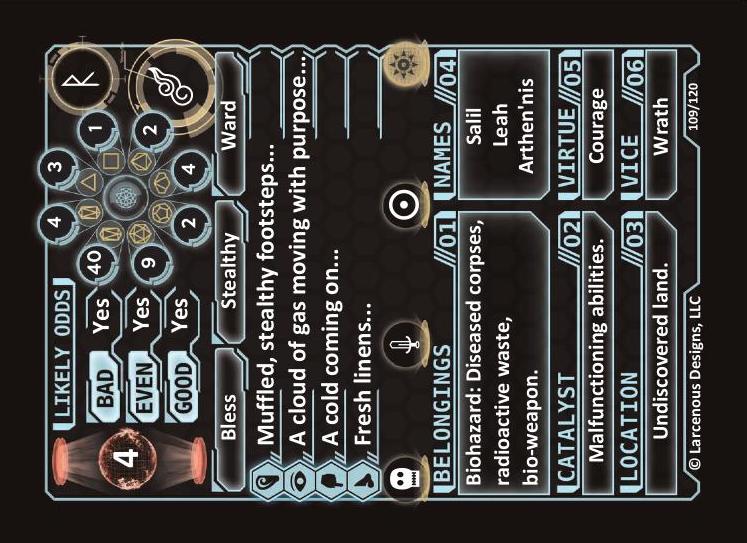 4
LIKELY ODDS
BAD Yes
EVEN Yes
GOOD Yes
40
4
3
1
2
4
2
9
ᚱ
Bless Stealthy Ward
Muffled, stealthy footsteps...
A cloud of gas moving with purpose...
A cold coming on...
Fresh linens...
BELONGINGS 01
Biohazard: Diseased corpses,
radioactive waste,
bio-weapon.
CATALYST 02
Malfunctioning abilities.
LOCATION 03
Undiscovered land.
NAMES 04
Salil
Leah
Arthen'nis
VIRTUE 05
Courage
VICE 06
Wrath
© Larcenous Designs, LLC 109/120